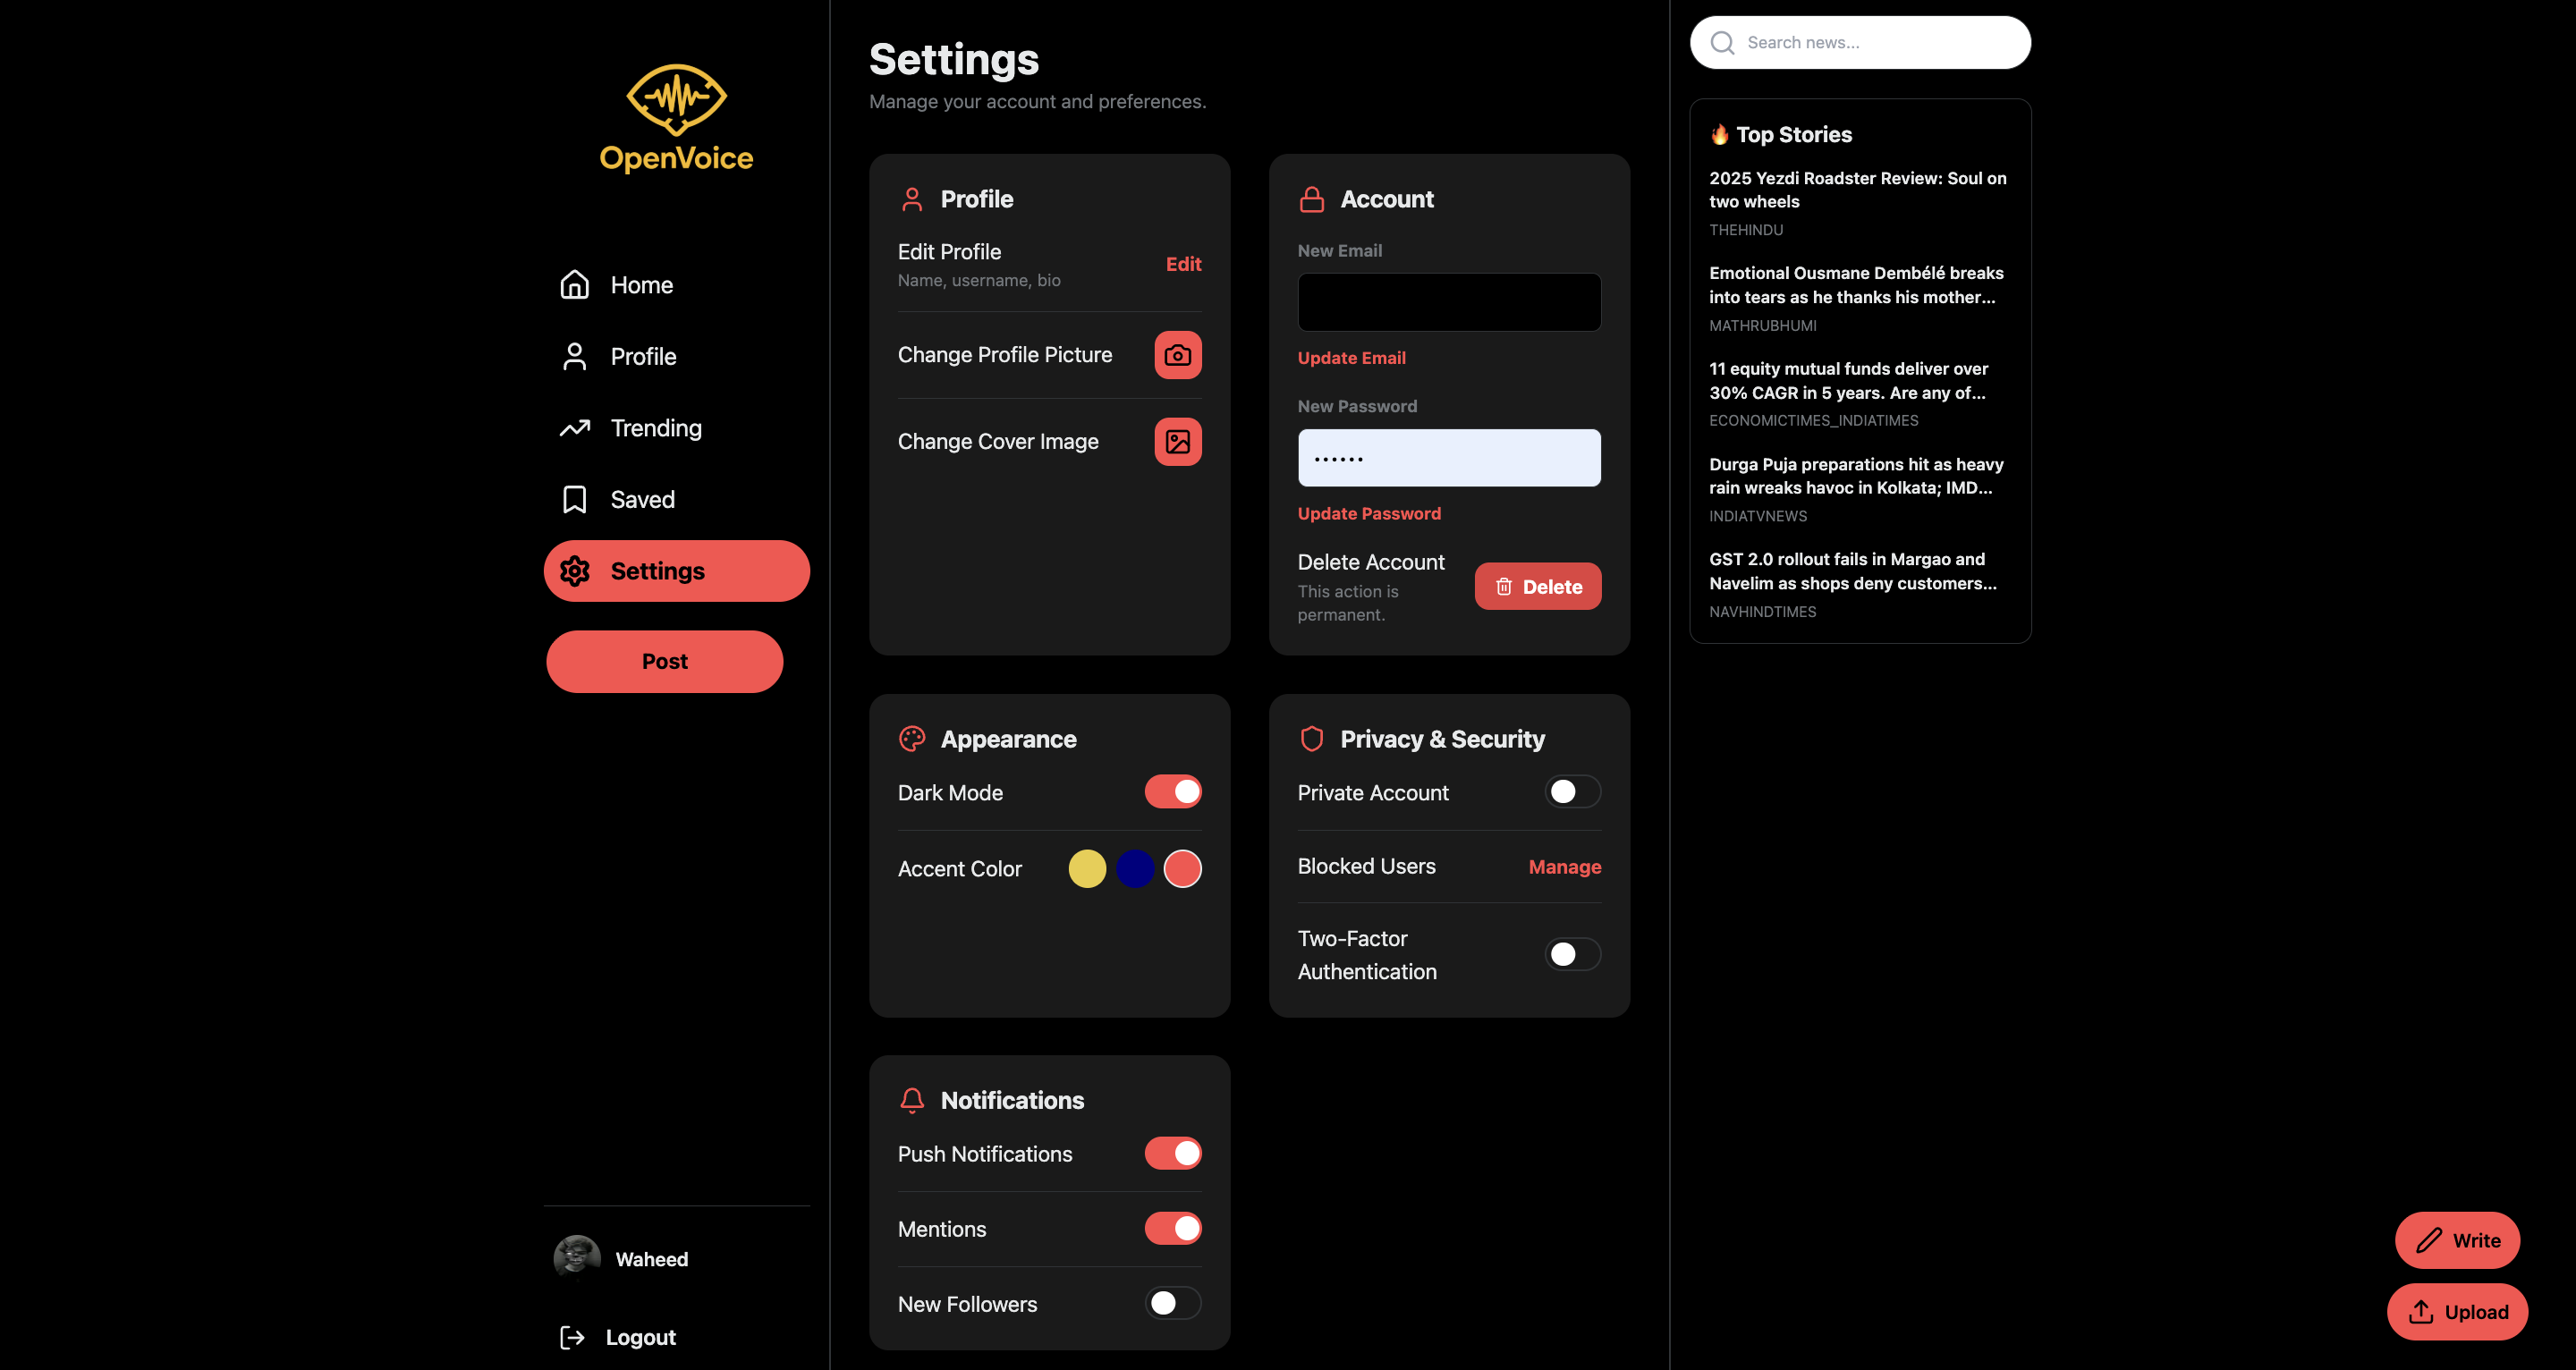 OpenVoice
Home
Profile
Trending
Saved
Settings
Post
Waheed
Logout
Settings
Manage your account and preferences.
Profile
Edit Profile
Name, username, bio
Edit
Change Profile Picture
Change Cover Image
Account
New Email
Update Email
New Password
••••••
Update Password
Delete Account
This action is
permanent.
Delete
Appearance
Dark Mode
Accent Color
Privacy & Security
Private Account
Blocked Users
Manage
Two-Factor
Authentication
Notifications
Push Notifications
Mentions
New Followers
Search news...
🔥 Top Stories
2025 Yezdi Roadster Review: Soul on
two wheels
THEHINDU
Emotional Ousmane Dembélé breaks
into tears as he thanks his mother...
MATHRUBHUMI
11 equity mutual funds deliver over
30% CAGR in 5 years. Are any of...
ECONOMICTIMES_INDIATIMES
Durga Puja preparations hit as heavy
rain wreaks havoc in Kolkata; IMD...
INDIATVNEWS
GST 2.0 rollout fails in Margao and
Navelim as shops deny customers...
NAVHINDTIMES
Write
Upload